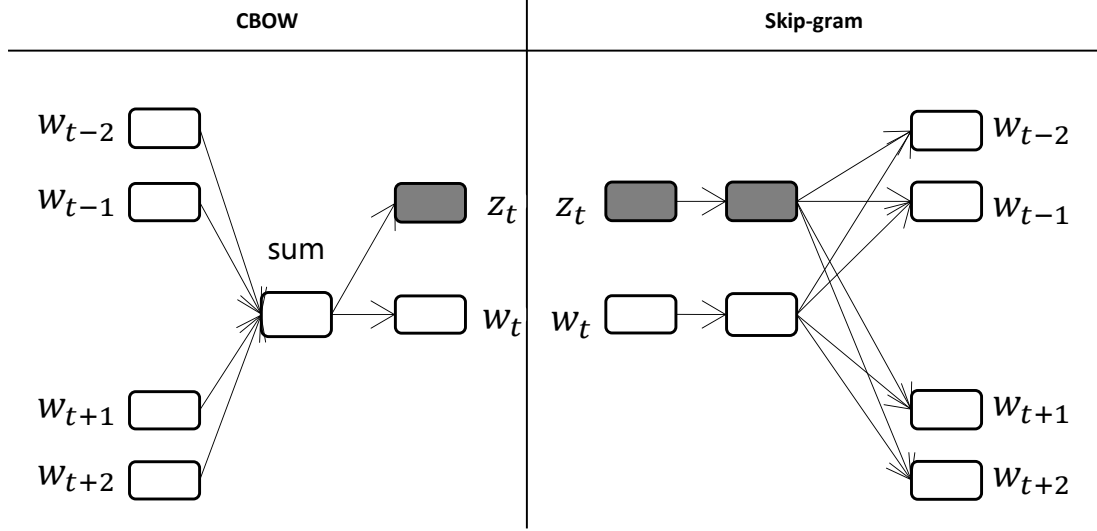 CBOW
w_{t−2}
w_{t−1}
sum
z_t
w_t
w_{t+1}
w_{t+2}
Skip-gram
z_t
w_t
w_{t−2}
w_{t−1}
w_{t+1}
w_{t+2}